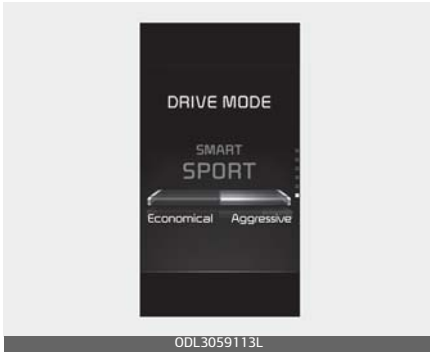 DRIVE MODE
SMART
SPORT
Economical Aggressive
ODL3059113L